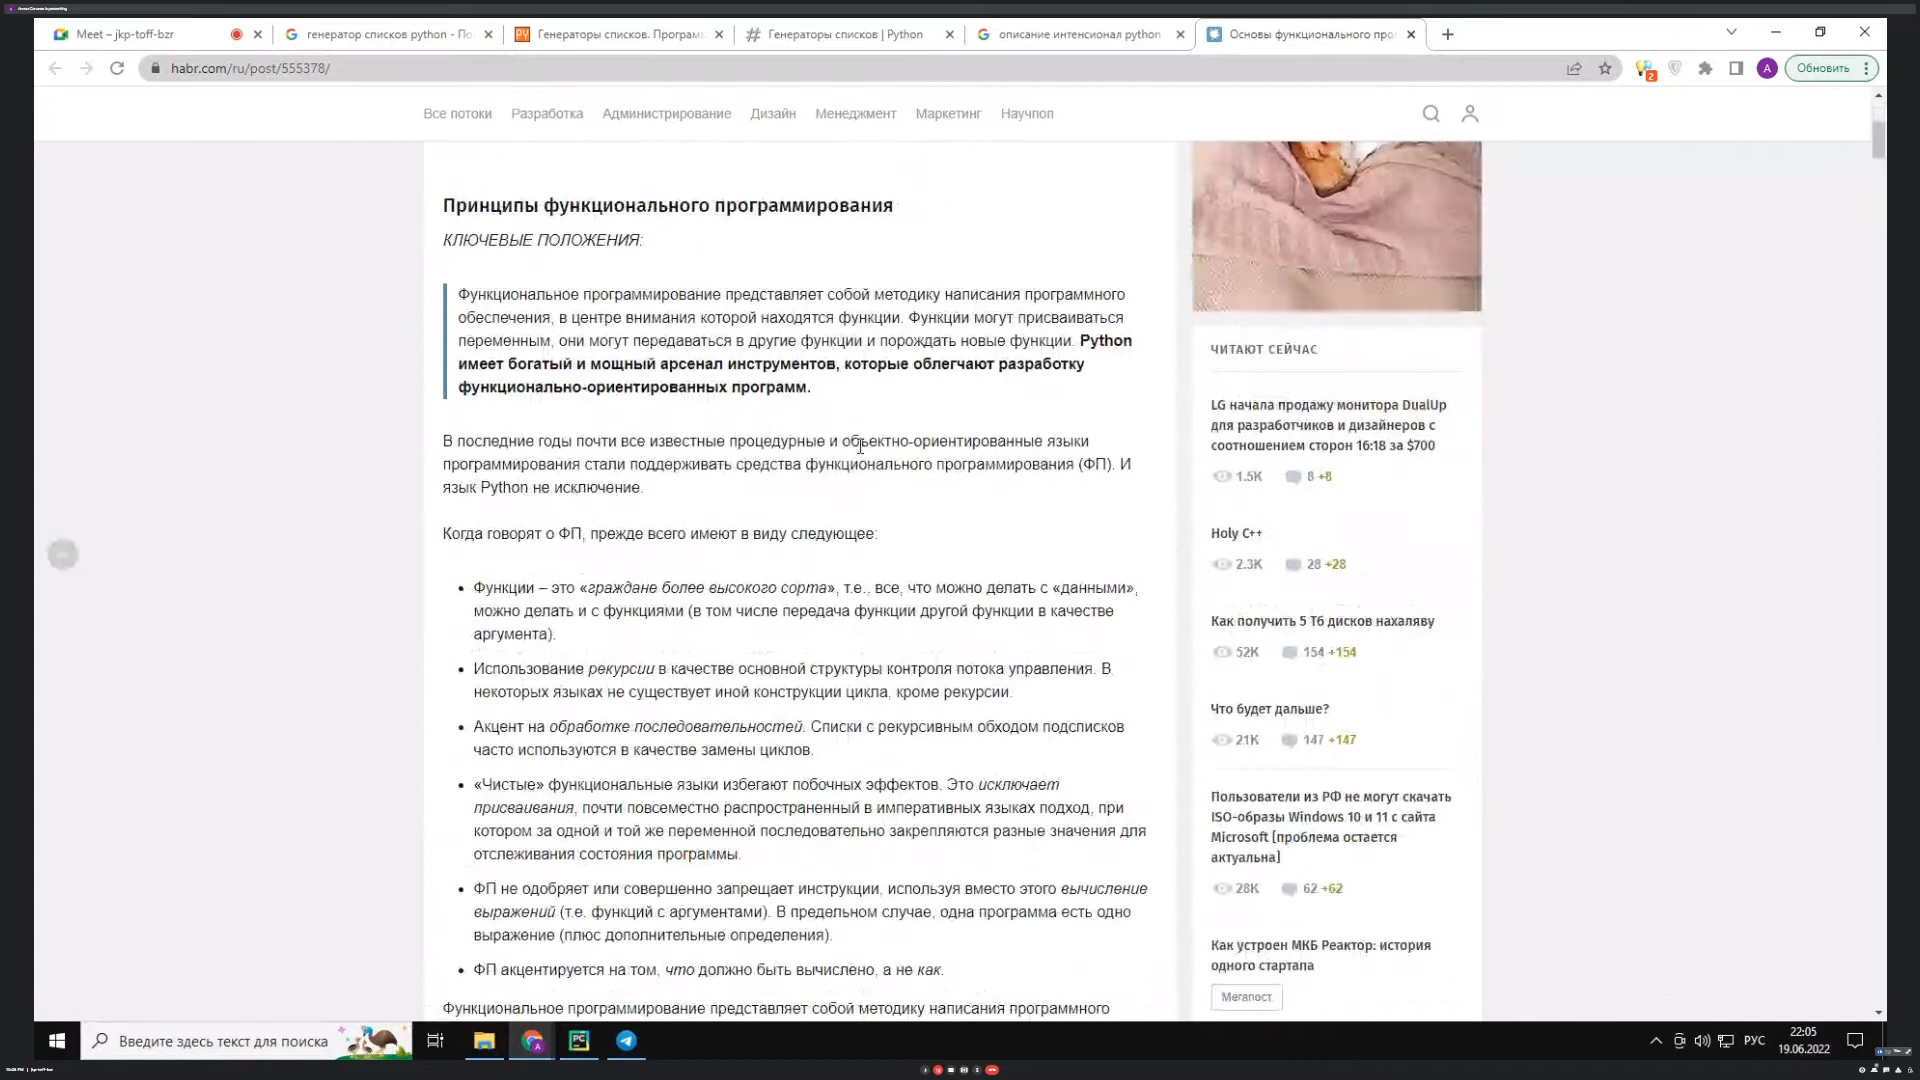 Meet – jkp-toff-bzr
генератор списков python - По
Генераторы списков. Програм
Генераторы списков | Python
описание интенсионал python
Основы функционального про
habr.com/ru/post/555378/
2
A
Обновить
Все потоки Разработка Администрирование Дизайн Менеджмент Маркетинг Научпоп
Принципы функционального программирования
КЛЮЧЕВЫЕ ПОЛОЖЕНИЯ:
Функциональное программирование представляет собой методику написания программного
обеспечения, в центре внимания которой находятся функции. Функции могут присваиваться
переменным, они могут передаваться в другие функции и порождать новые функции. Python
имеет богатый и мощный арсенал инструментов, которые облегчают разработку
функционально-ориентированных программ.
В последние годы почти все известные процедурные и объектно-ориентированные языки
программирования стали поддерживать средства функционального программирования (ФП). И
язык Python не исключение.
Когда говорят о ФП, прежде всего имеют в виду следующее:
• Функции – это «граждане более высокого сорта», т.е., все, что можно делать с «данными»,
можно делать и с функциями (в том числе передача функции другой функции в качестве
аргумента).
• Использование рекурсии в качестве основной структуры контроля потока управления. В
некоторых языках не существует иной конструкции цикла, кроме рекурсии.
• Акцент на обработке последовательностей. Списки с рекурсивным обходом подсписков
часто используются в качестве замены циклов.
• «Чистые» функциональные языки избегают побочных эффектов. Это исключает
присваивания, почти повсеместно распространенный в императивных языках подход, при
котором за одной и той же переменной последовательно закрепляются разные значения для
отслеживания состояния программы.
• ФП не одобряет или совершенно запрещает инструкции, используя вместо этого вычисление
выражений (т.е. функций с аргументами). В предельном случае, одна программа есть одно
выражение (плюс дополнительные определения).
• ФП акцентируется на том, что должно быть вычислено, а не как.
Функциональное программирование представляет собой методику написания программного
ЧИТАЮТ СЕЙЧАС
LG начала продажу монитора DualUp
для разработчиков и дизайнеров с
соотношением сторон 16:18 за $700
1.5K 8 +8
Holy C++
2.3K 28 +28
Как получить 5 Тб дисков нахаляву
52K 154 +154
Что будет дальше?
21K 147 +147
Пользователи из РФ не могут скачать
ISO-образы Windows 10 и 11 с сайта
Microsoft [проблема остается
актуальна]
28K 62 +62
Как устроен МКБ Реактор: история
одного стартапа
Мегапост
Введите здесь текст для поиска
PC
A
РУС
22:05
19.06.2022